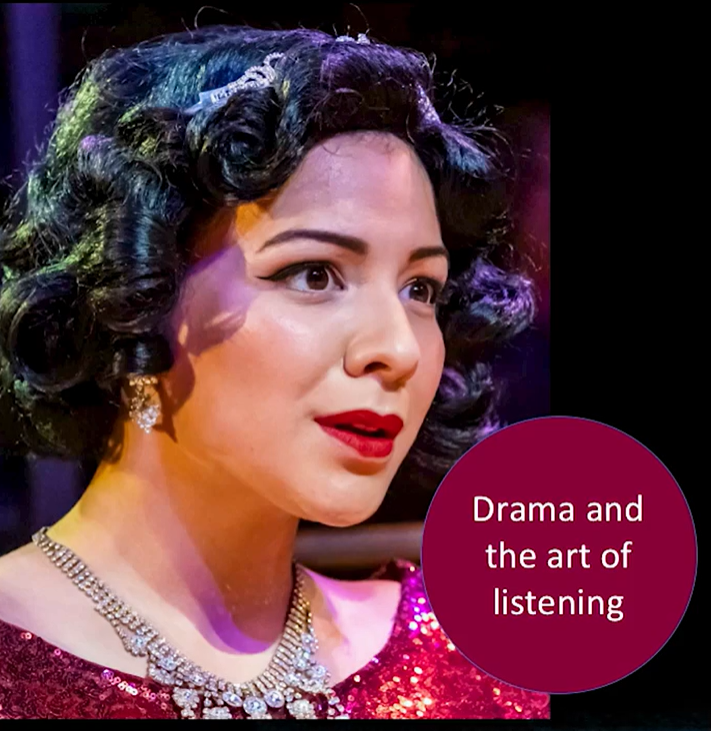 Drama and
the art of
listening